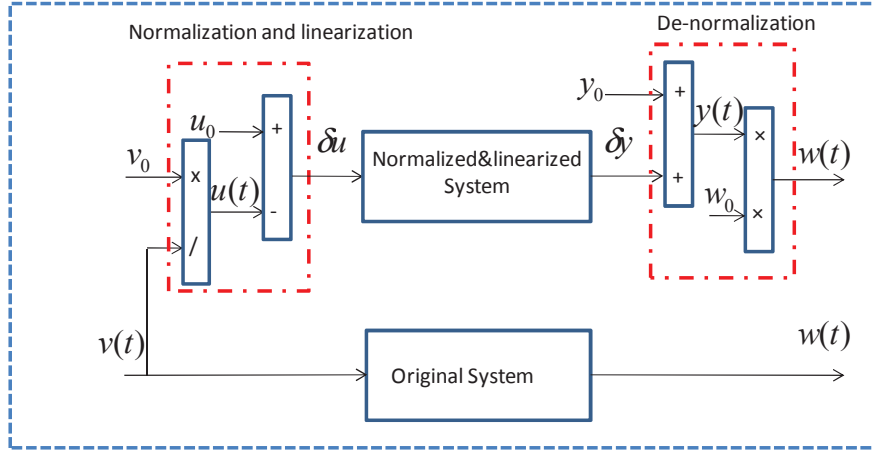 Normalization and linearization
De-normalization
y₀
+
y(t)
u₀
+
δu
Normalized&linearized
System
δy
×
w(t)
v₀
x
u(t)
-
+
w₀
×
/
v(t)
Original System
w(t)